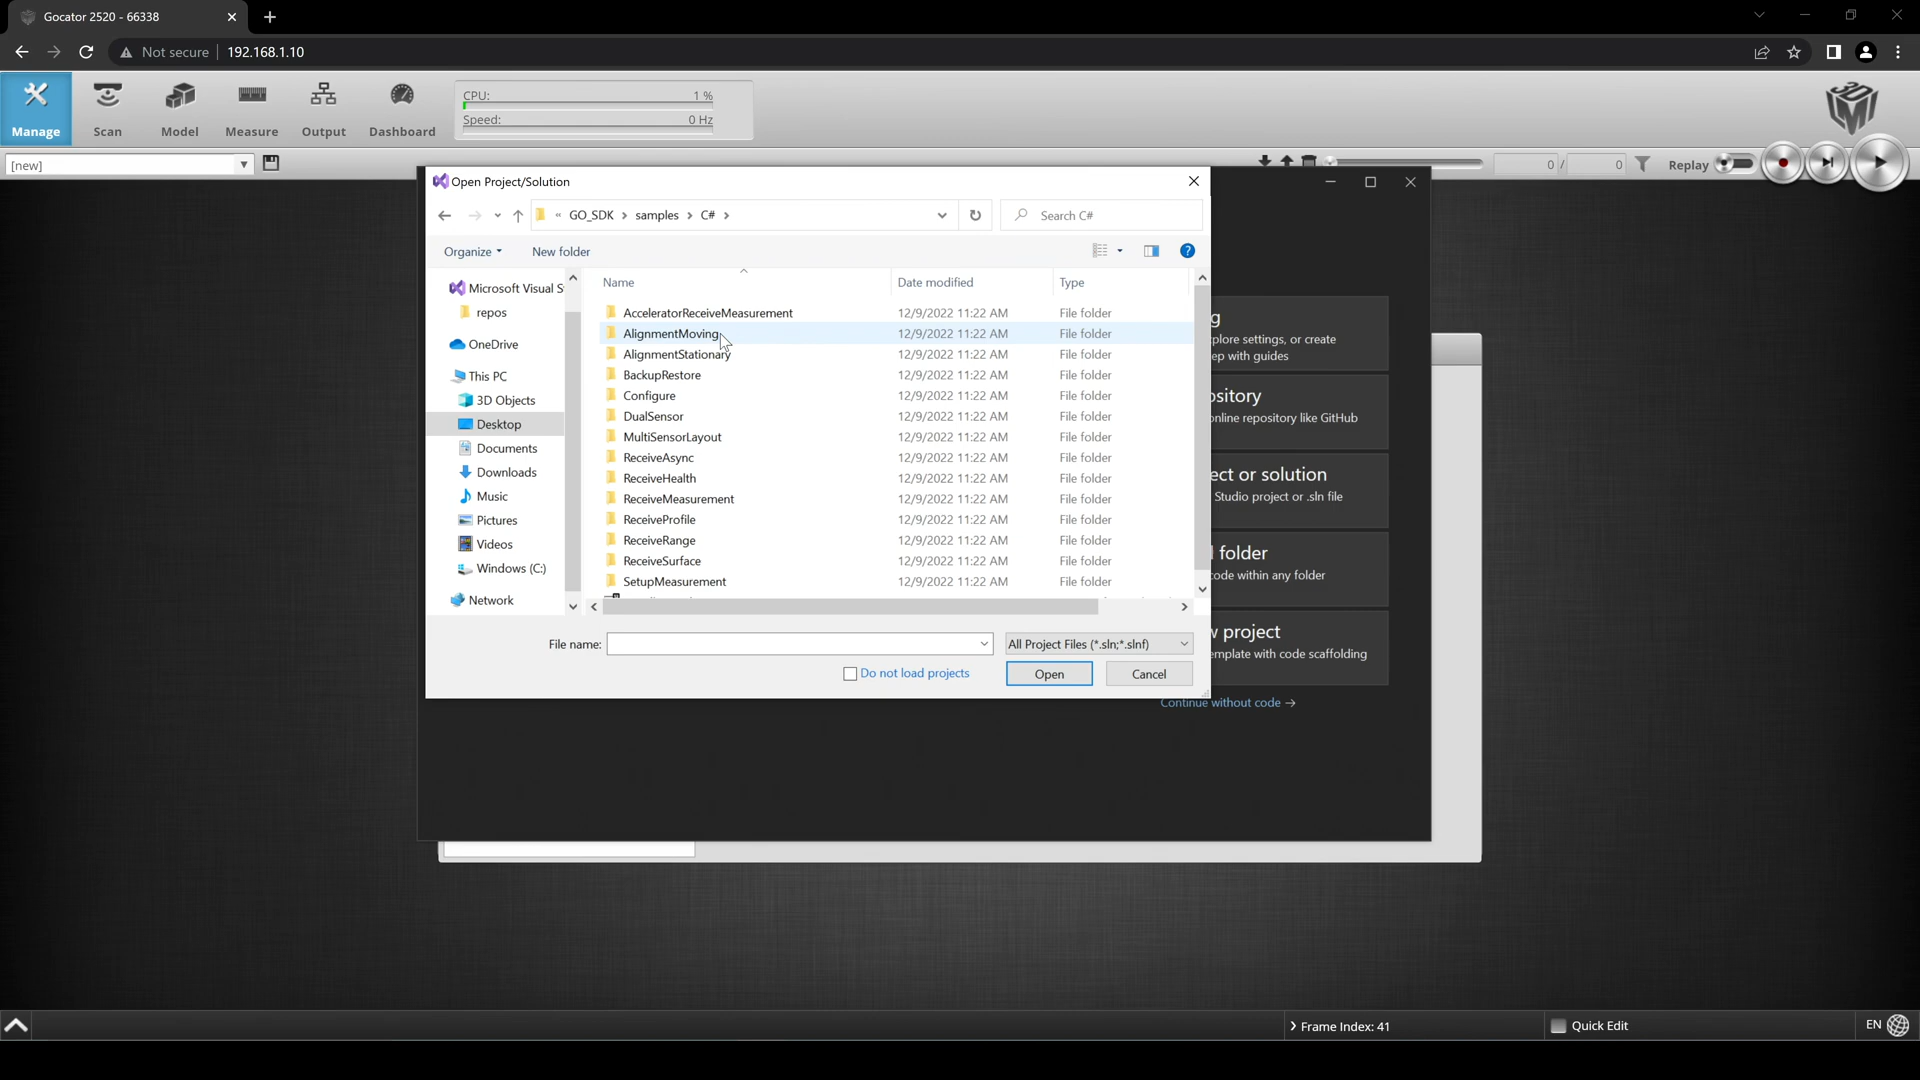 Gocator 2520 - 66338
Not secure 192.168.1.10
Manage Scan Model Measure Output Dashboard
CPU: 1 %
Speed: 0 Hz
[new]
0 / 0 Replay
Open Project/Solution
« GO_SDK > samples > C# >
Search C#
Organize New folder
Name Date modified Type
Microsoft Visual S
repos
OneDrive
This PC
3D Objects
Desktop
Documents
Downloads
Music
Pictures
Videos
Windows (C:)
Network
AcceleratorReceiveMeasurement 12/9/2022 11:22 AM File folder
AlignmentMoving 12/9/2022 11:22 AM File folder
AlignmentStationary 12/9/2022 11:22 AM File folder
BackupRestore 12/9/2022 11:22 AM File folder
Configure 12/9/2022 11:22 AM File folder
DualSensor 12/9/2022 11:22 AM File folder
MultiSensorLayout 12/9/2022 11:22 AM File folder
ReceiveAsync 12/9/2022 11:22 AM File folder
ReceiveHealth 12/9/2022 11:22 AM File folder
ReceiveMeasurement 12/9/2022 11:22 AM File folder
ReceiveProfile 12/9/2022 11:22 AM File folder
ReceiveRange 12/9/2022 11:22 AM File folder
ReceiveSurface 12/9/2022 11:22 AM File folder
SetupMeasurement 12/9/2022 11:22 AM File folder
File name: All Project Files (*.sln;*.slnf)
Do not load projects Open Cancel
g
plore settings, or create
ep with guides
ository
online repository like GitHub
ect or solution
Studio project or .sln file
l folder
code within any folder
w project
emplate with code scaffolding
Continue without code →
Frame Index: 41
Quick Edit
EN